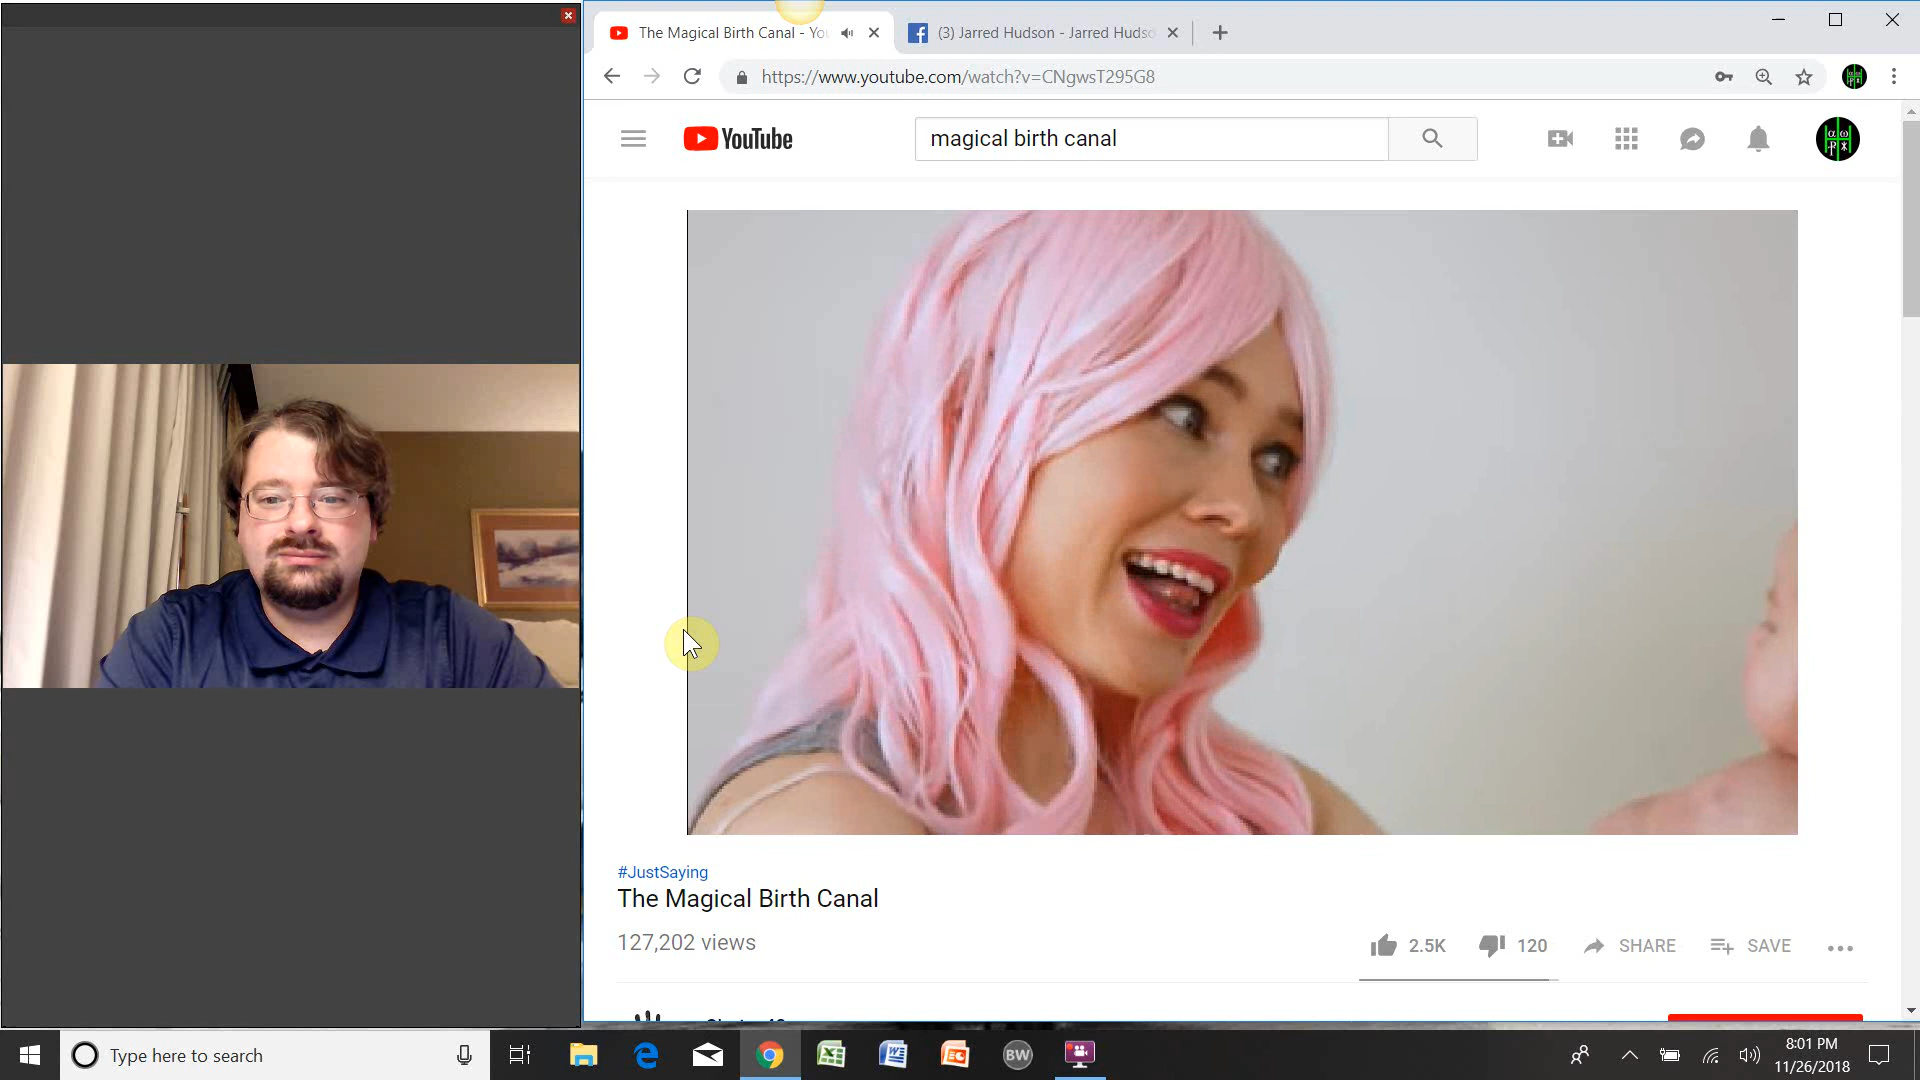 The Magical Birth Canal - You
(3) Jarred Hudson - Jarred Hudso
https://www.youtube.com/watch?v=CNgwsT295G8
YouTube
magical birth canal
#JustSaying
The Magical Birth Canal
127,202 views
2.5K
120
SHARE
SAVE
Type here to search
BW
8:01 PM
11/26/2018